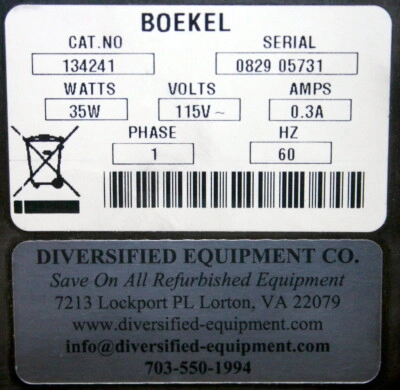 BOEKEL
CAT.NO SERIAL
134241 0829 05731
WATTS VOLTS AMPS
35W 115V~ 0.3A
PHASE HZ
1 60
DIVERSIFIED EQUIPMENT CO.
Save On All Refurbished Equipment
7213 Lockport PL Lorton, VA 22079
www.diversified-equipment.com
info@diversified-equipment.com
703-550-1994